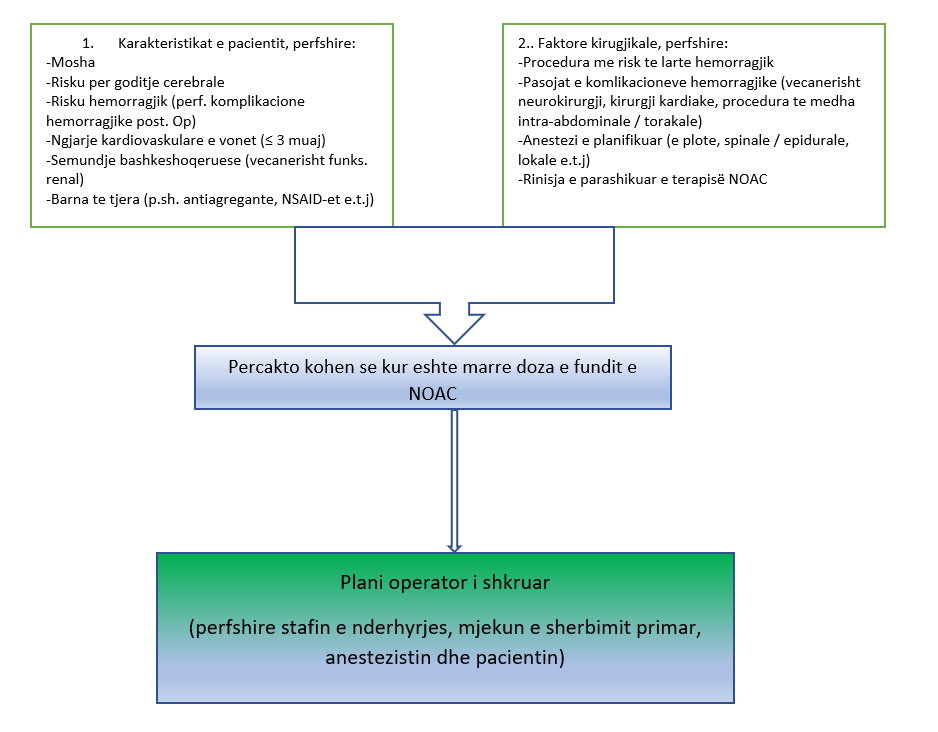 1. Karakteristikat e pacientit, perfshire:
-Mosha
-Risku per goditje cerebrale
-Risku hemorragjik (perf. komplikacione
hemorragjike post. Op)
-Ngjarje kardiovaskulare e vonet (≤ 3 muaj)
-Semundje bashkeshoqeruese (vecanerisht funks.
renal)
-Barna te tjera (p.sh. antiagregante, NSAID-et e.t.j)
2.. Faktore kirugjikale, perfshire:
-Procedura me risk te larte hemorragjik
-Pasojat e komlikacioneve hemorragjike (vecanerisht
neurokirurgji, kirurgji kardiake, procedura te medha
intra-abdominale / torakale)
-Anestezi e planifikuar (e plote, spinale / epidurale,
lokale e.t.j)
-Rinisja e parashikuar e terapisë NOAC
Percakto kohen se kur eshte marre doza e fundit e
NOAC
Plani operator i shkruar
(perfshire stafin e nderhyrjes, mjekun e sherbimit primar,
anestezistin dhe pacientin)